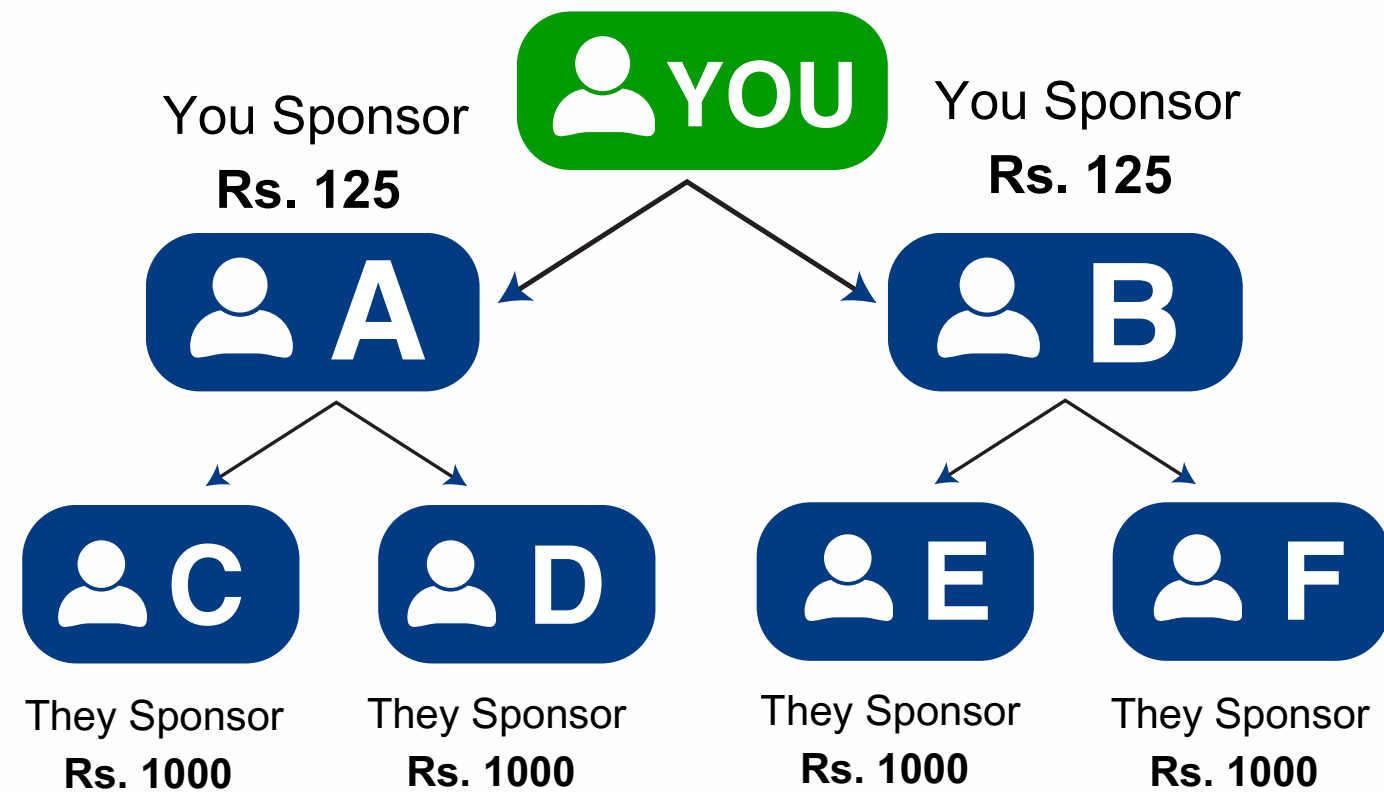 YOU
You Sponsor
Rs. 125
You Sponsor
Rs. 125
A
B
C
D
E
F
They Sponsor
Rs. 1000
They Sponsor
Rs. 1000
They Sponsor
Rs. 1000
They Sponsor
Rs. 1000